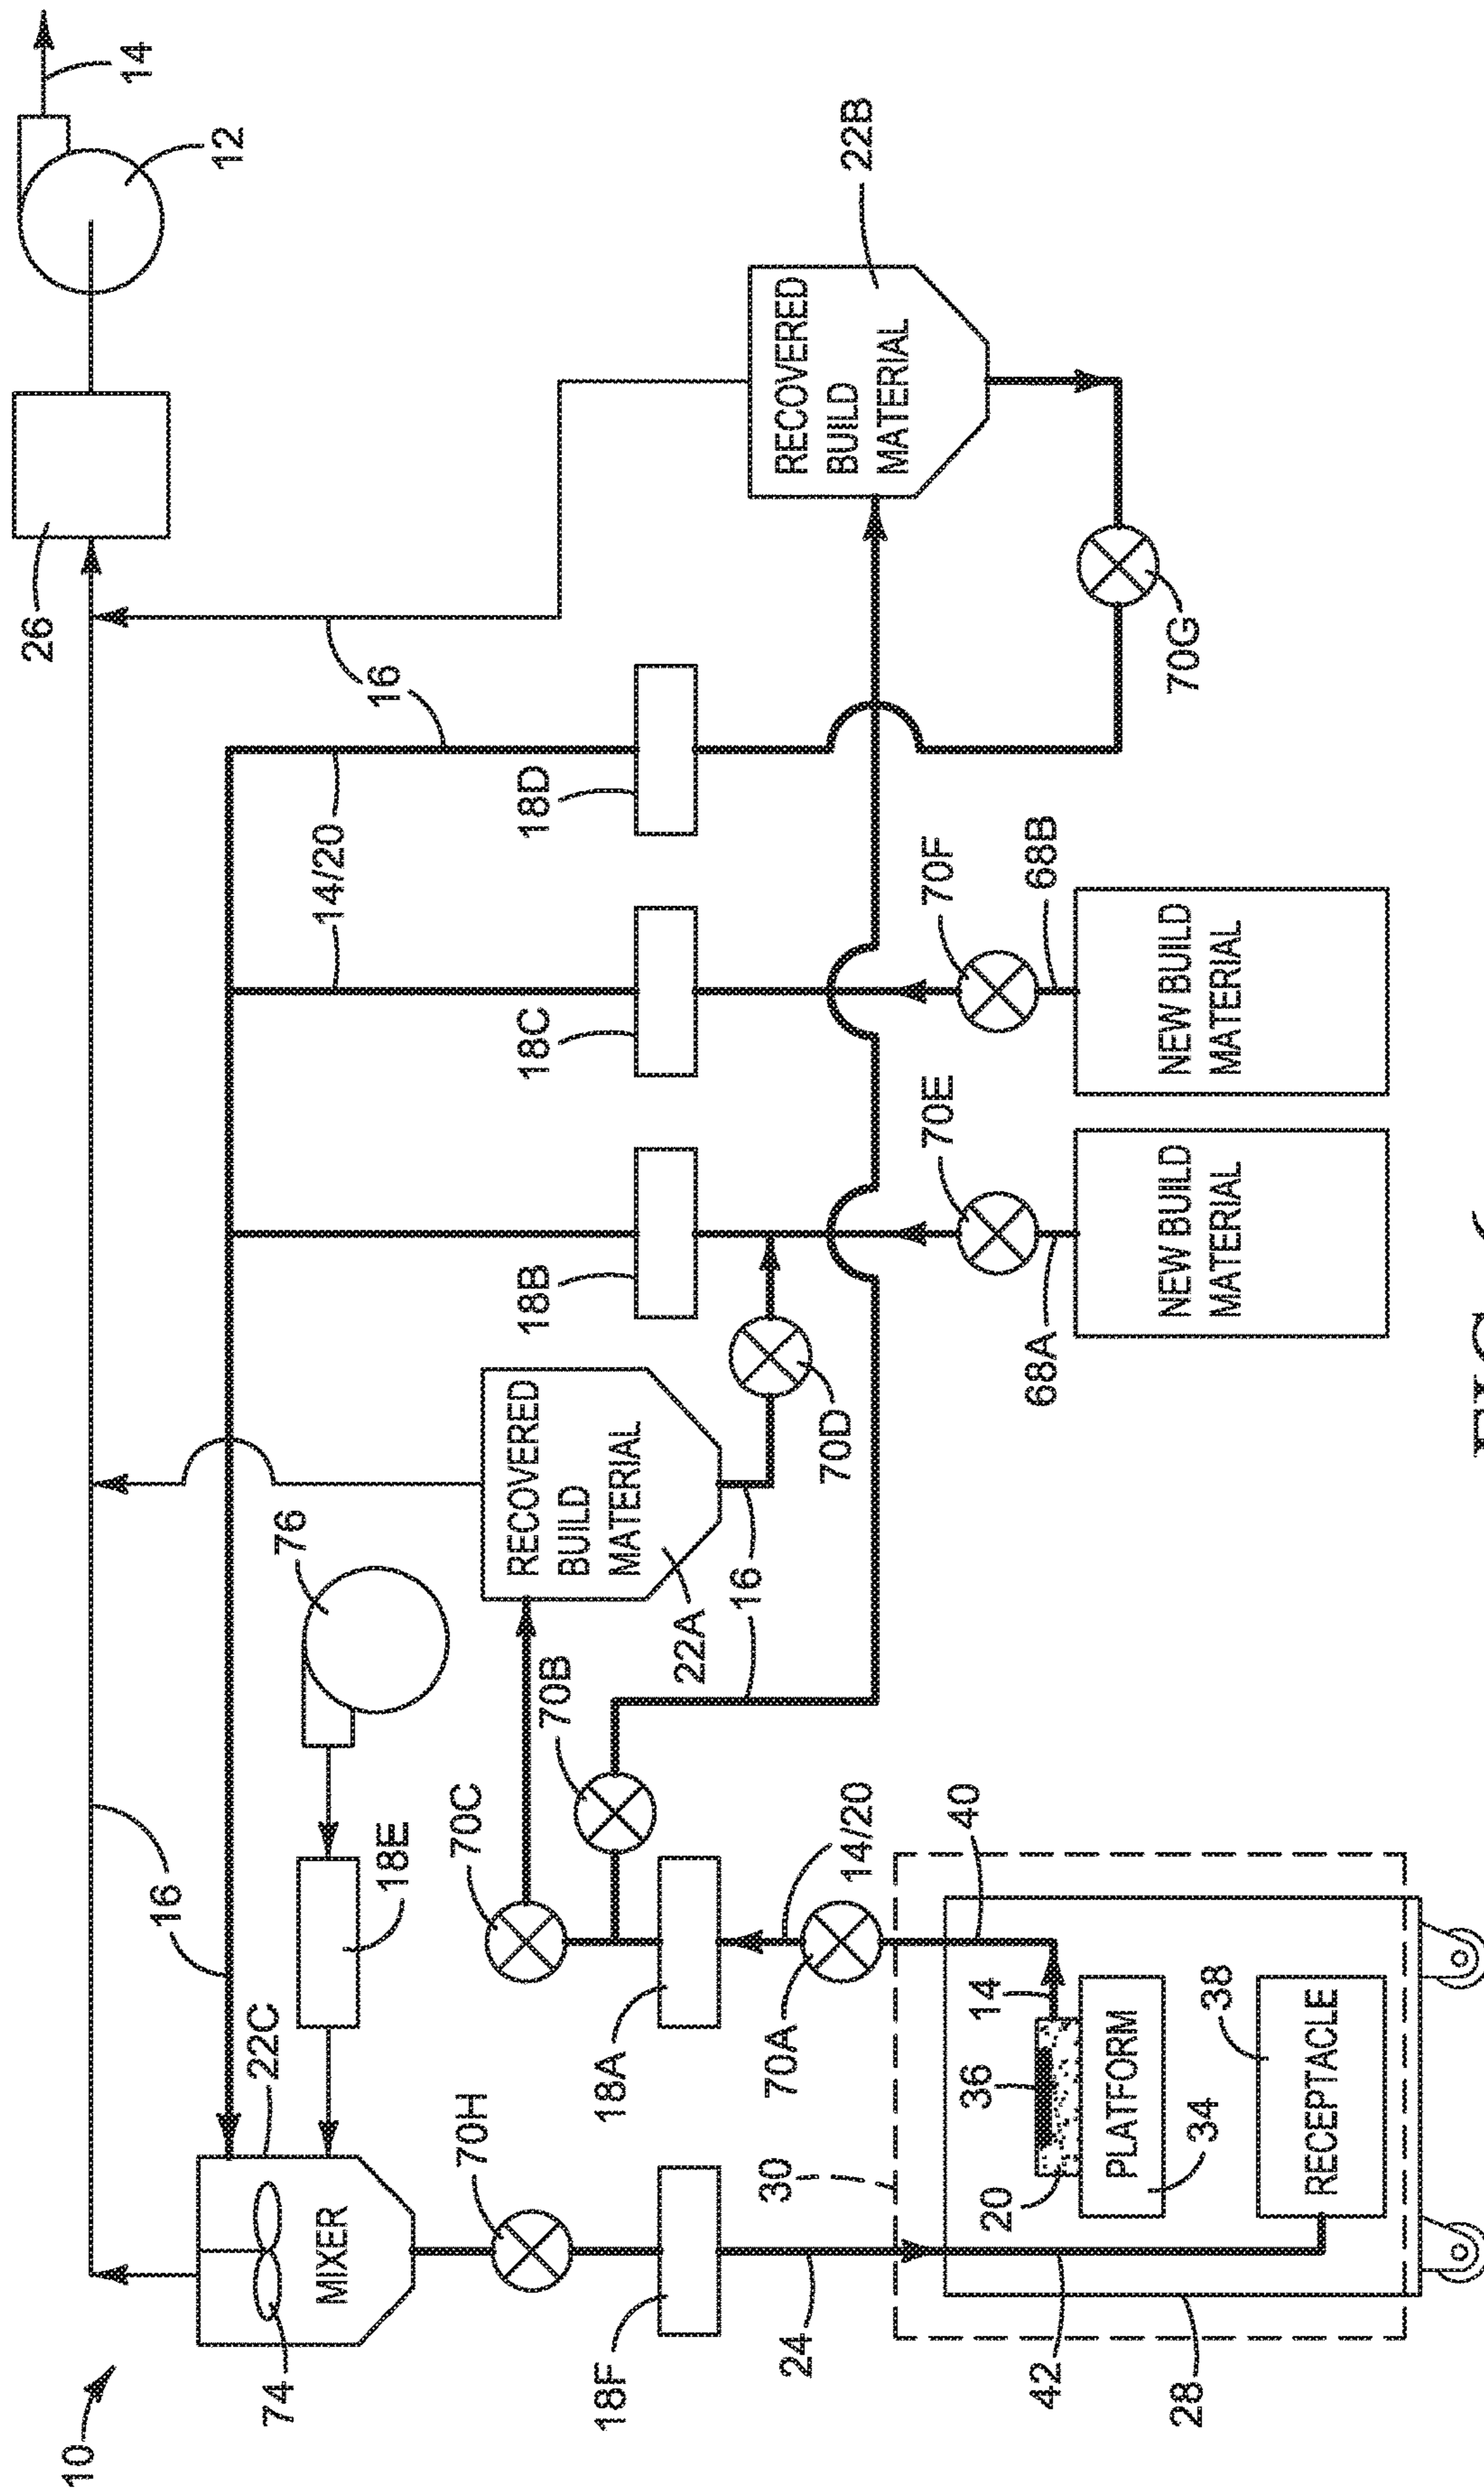 10
26
14
16
12
22C
74
76
MIXER
14/20
18E
16
70C
70H
RECOVERED
BUILD
MATERIAL
18B
18C
18D
70B
18F
18A
22A
16
30
70A
RECOVERED
BUILD
MATERIAL
22B
24
70D
14/20
70E
70F
36
14
40
20
42
68A
68B
PLATFORM
28
34
38
RECEPTACLE
NEW BUILD
MATERIAL
NEW BUILD
MATERIAL
70G